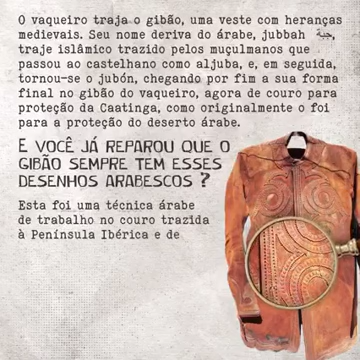 O vaqueiro traja o gibão, uma veste com heranças
medievais. Seu nome deriva do árabe, jubbah جبة,
traje islâmico trazido pelos muçulmanos que
passou ao castelhano como aljuba, e, em seguida,
tornou-se o jubón, chegando por fim a sua forma
final no gibão do vaqueiro, agora de couro para
proteção da Caatinga, como originalmente o foi
para a proteção do deserto árabe.
E VOCÊ JÁ REPAROU QUE O
GIBÃO SEMPRE TEM ESSES
DESENHOS ARABESCOS ?
Esta foi uma técnica árabe
de trabalho no couro trazida
à Península Ibérica e de